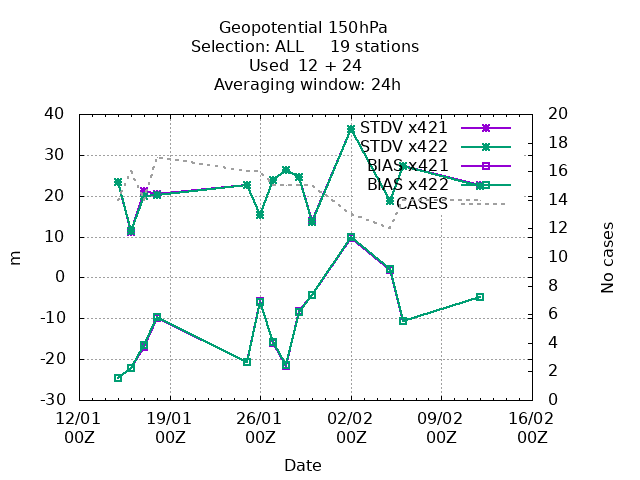 Geopotential 150hPa
Selection: ALL 19 stations
Used 12 + 24
Averaging window: 24h
STDV x421
STDV x422
BIAS x421
BIAS x422
CASES
40
30
20
10
0
-10
-20
-30
m
20
18
16
14
12
10
8
6
4
2
0
No cases
12/01 19/01 26/01 02/02 09/02 16/02
00Z 00Z 00Z 00Z 00Z 00Z
Date